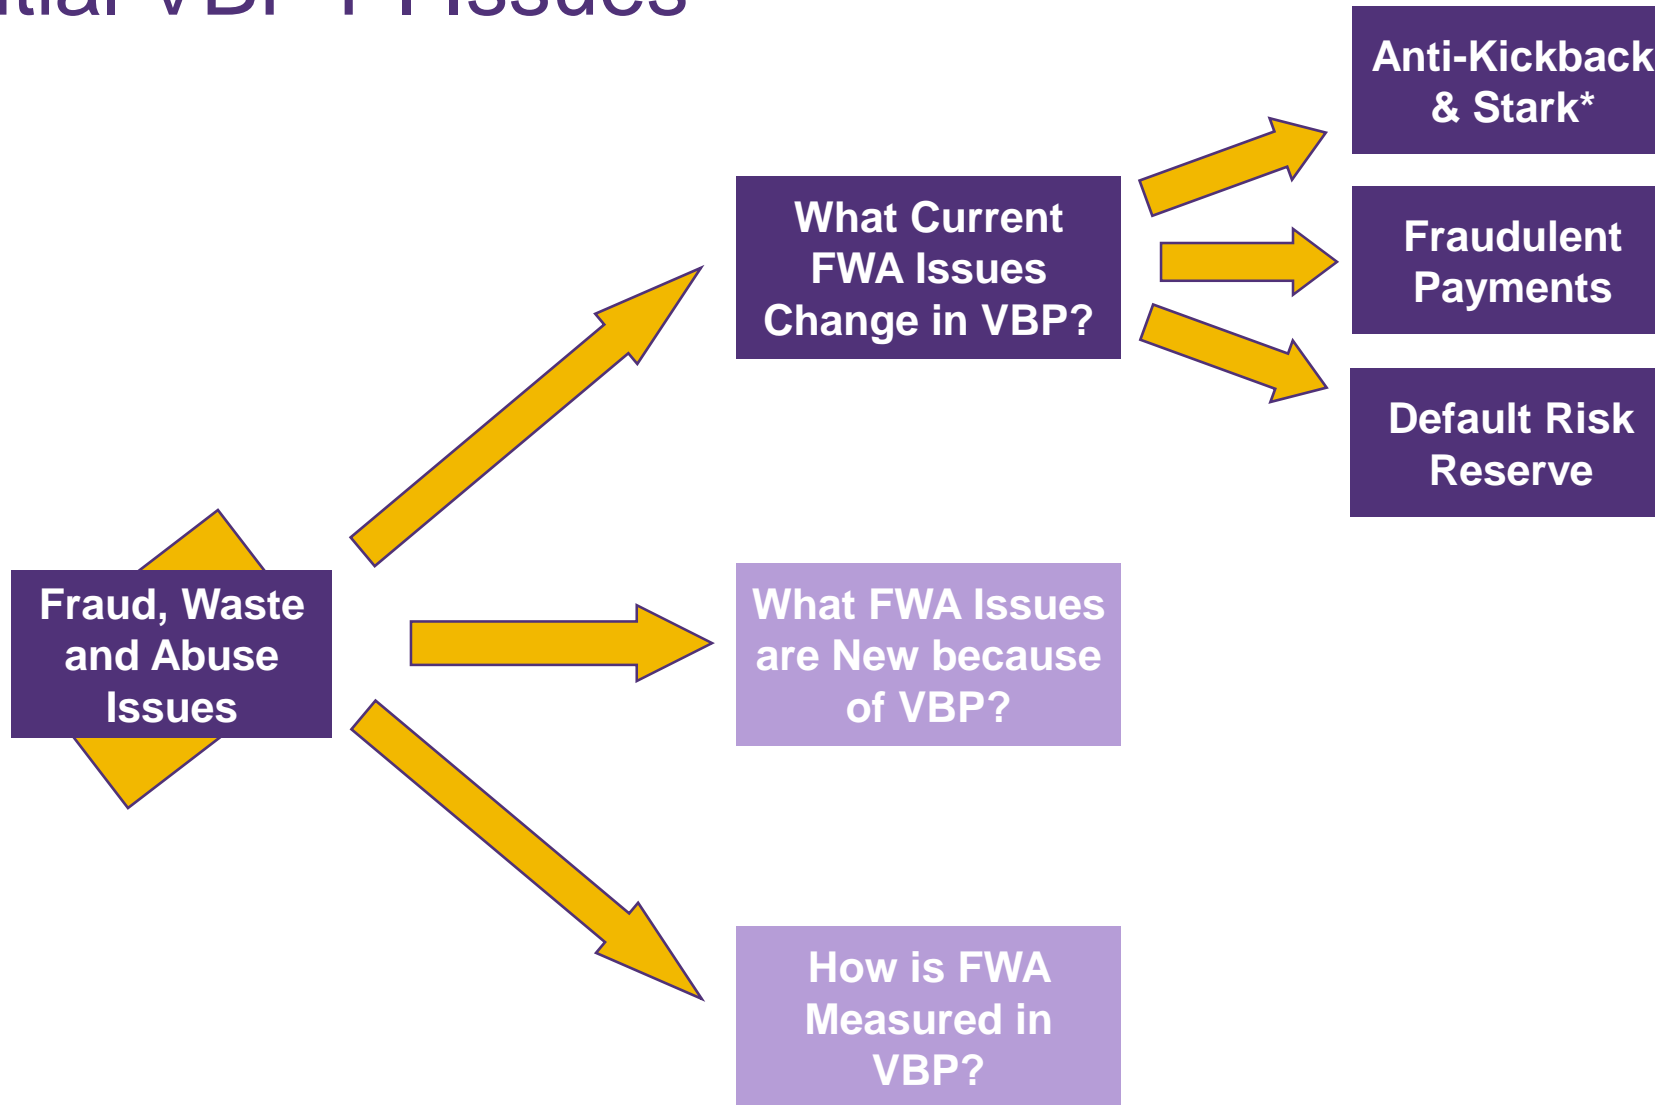 Issues
Anti-Kickback
& Stark*
What Current
FWA Issues
Change in VBP?
Fraudulent
Payments
Default Risk
Reserve
Fraud, Waste
and Abuse
Issues
What FWA Issues
are New because
of VBP?
How is FWA
Measured in
VBP?